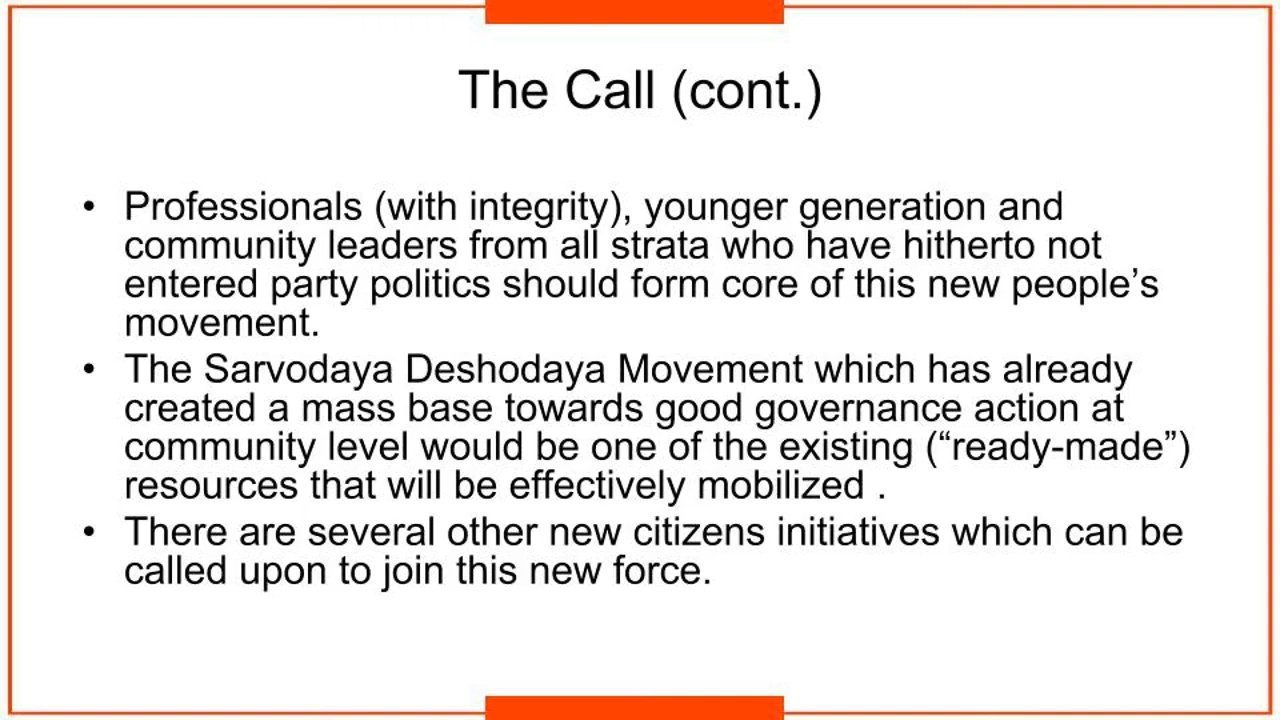 The Call (cont.)
• Professionals (with integrity), younger generation and
community leaders from all strata who have hitherto not
entered party politics should form core of this new people’s
movement.
• The Sarvodaya Deshodaya Movement which has already
created a mass base towards good governance action at
community level would be one of the existing (“ready-made”)
resources that will be effectively mobilized .
• There are several other new citizens initiatives which can be
called upon to join this new force.